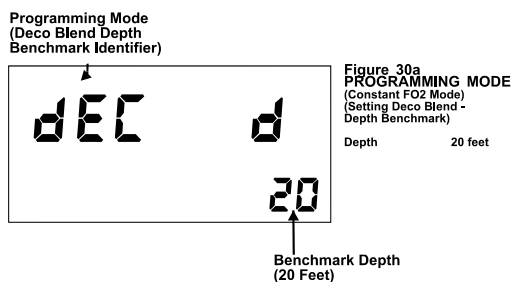 Programming Mode
(Deco Blend Depth
Benchmark Identifier)
dEC d
20
Figure 30a
PROGRAMMING MODE
(Constant FO2 Mode)
(Setting Deco Blend -
Depth Benchmark)
Depth 20 feet
Benchmark Depth
(20 Feet)